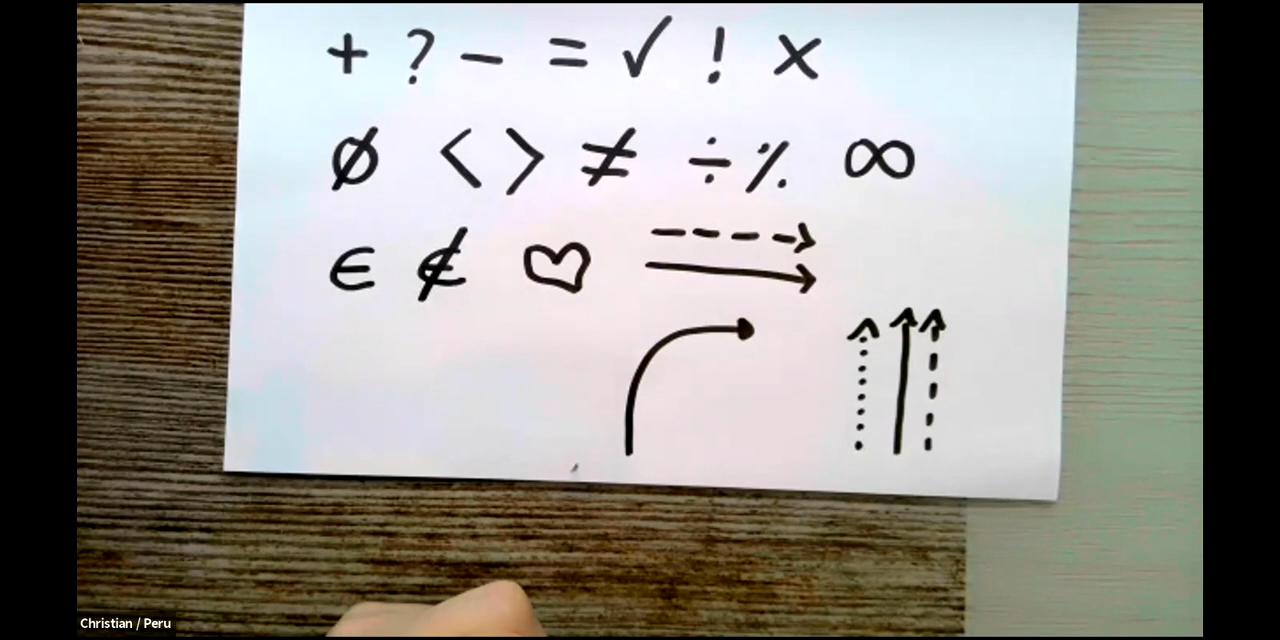 + ? - = ✓ ! ×
Ø < > ≠ ÷ % ∞
∈ ∉ ♡ ⇢ →
Christian / Peru